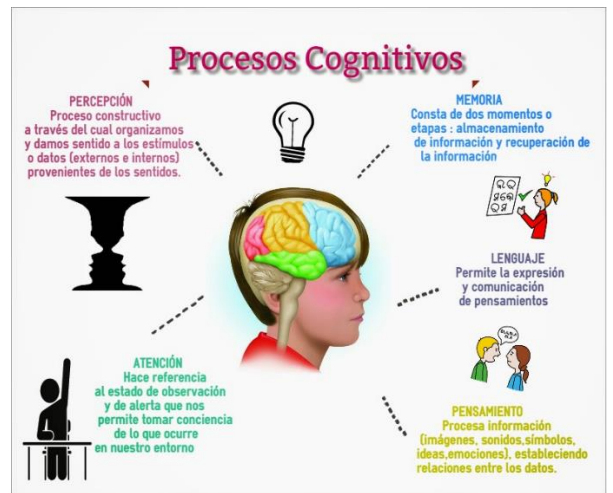 Procesos Cognitivos
PERCEPCIÓN
Proceso constructivo
a través del cual organizamos
y damos sentido a los estímulos
o datos (externos e internos)
provenientes de los sentidos.
MEMORIA
Consta de dos momentos o
etapas : almacenamiento
de información y recuperación de
la información
LENGUAJE
Permite la expresión
y comunicación
de pensamientos
ATENCIÓN
Hace referencia
al estado de observación
y de alerta que nos
permite tomar conciencia
de lo que ocurre
en nuestro entorno
PENSAMIENTO
Procesa información
(imágenes, sonidos,símbolos,
ideas,emociones), estableciendo
relaciones entre los datos.